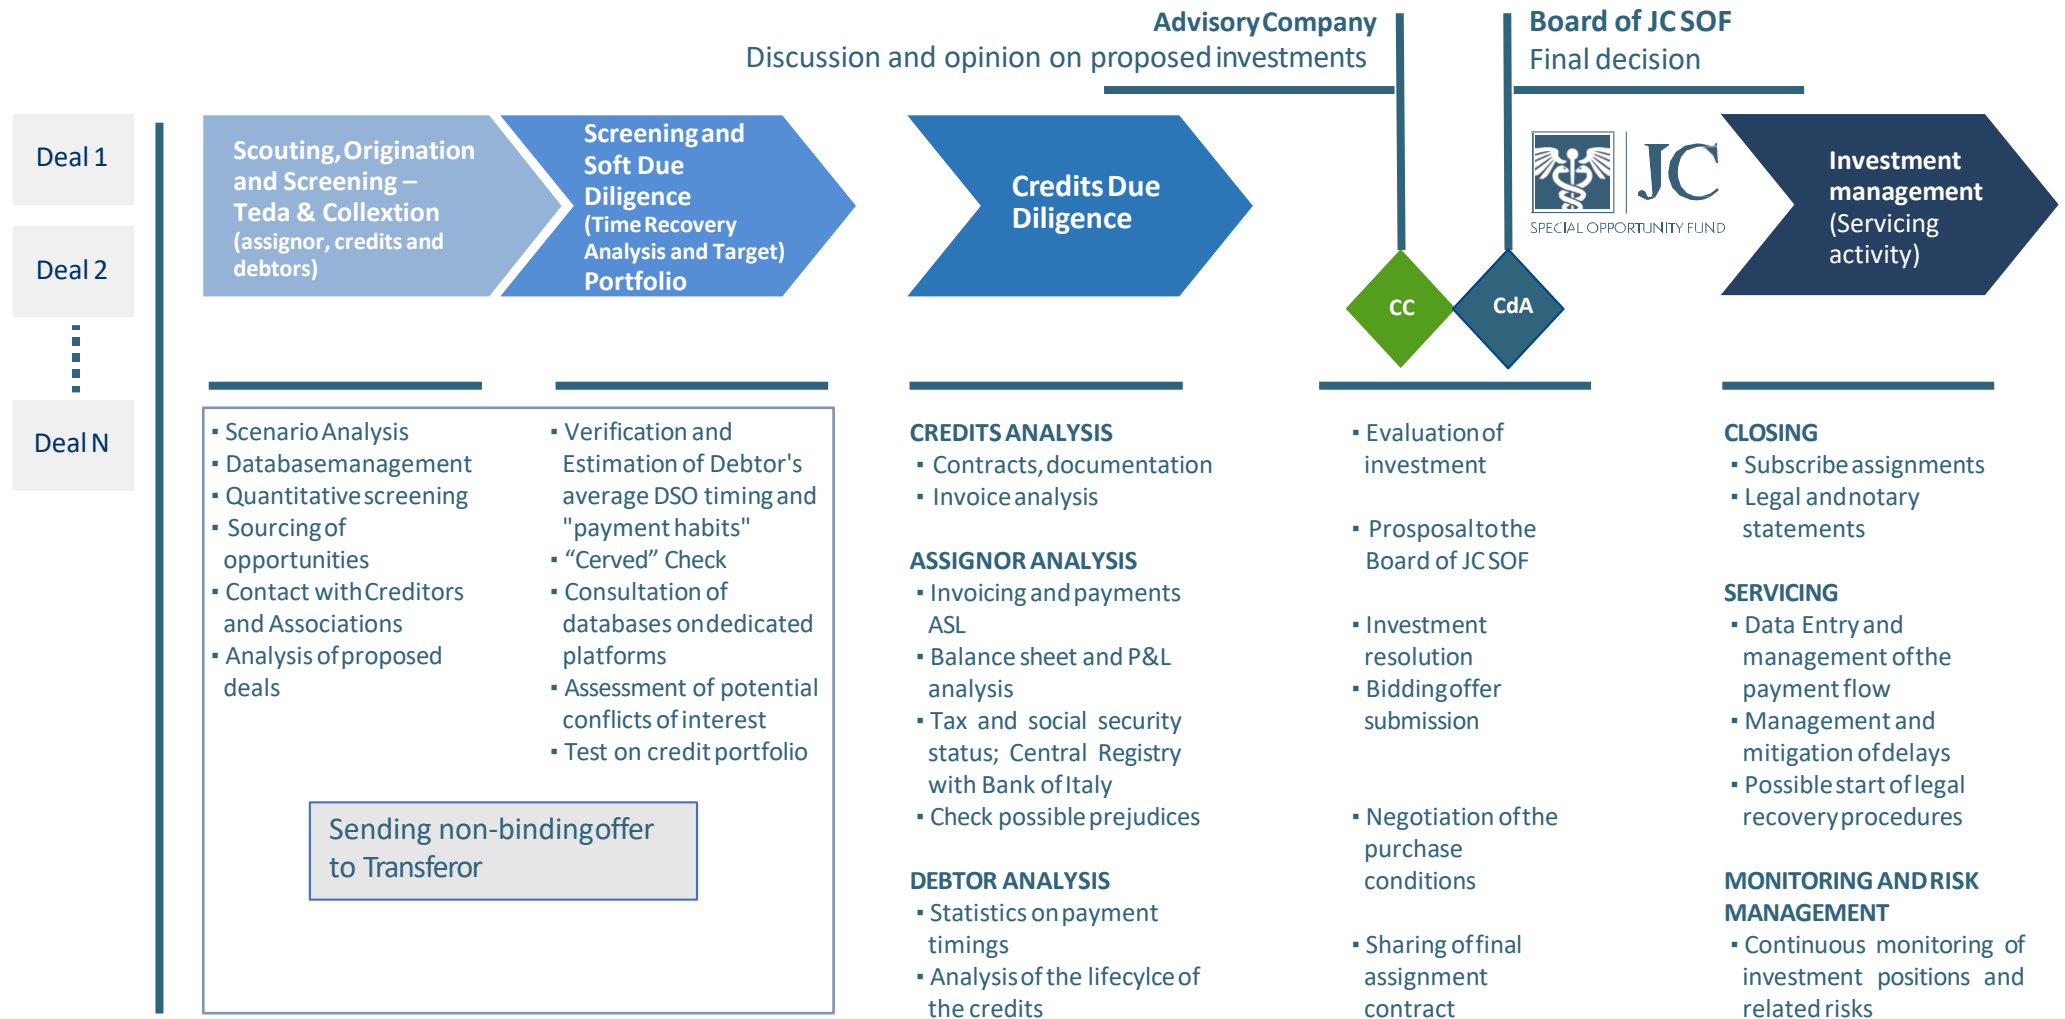 Advisory Company
Discussion and opinion on proposed investments
Board of JC SOF
Final decision
Deal 1
Deal 2
Deal N
Scouting, Origination
and Screening –
Teda & Collextion
(assignor, credits and
debtors)
Screening and
Soft Due
Diligence
(Time Recovery
Analysis and Target)
Portfolio
Credits Due
Diligence
CC
CdA
JC
SPECIAL OPPORTUNITY FUND
Investment
management
(Servicing
activity)
▪ Scenario Analysis
▪ Database management
▪ Quantitative screening
▪ Sourcing of
opportunities
▪ Contact with Creditors
and Associations
▪ Analysis of proposed
deals
▪ Verification and
Estimation of Debtor's
average DSO timing and
"payment habits"
▪ “Cerved” Check
▪ Consultation of
databases on dedicated
platforms
▪ Assessment of potential
conflicts of interest
▪ Test on credit portfolio
Sending non-binding offer
to Transferor
CREDITS ANALYSIS
▪ Contracts, documentation
▪ Invoice analysis
ASSIGNOR ANALYSIS
▪ Invoicing and payments
ASL
▪ Balance sheet and P&L
analysis
▪ Tax and social security
status; Central Registry
with Bank of Italy
▪ Check possible prejudices
DEBTOR ANALYSIS
▪ Statistics on payment
timings
▪ Analysis of the lifecylce of
the credits
▪ Evaluation of
investment
▪ Prosposal to the
Board of JC SOF
▪ Investment
resolution
▪ Bidding offer
submission
▪ Negotiation of the
purchase
conditions
▪ Sharing of final
assignment
contract
CLOSING
▪ Subscribe assignments
▪ Legal and notary
statements
SERVICING
▪ Data Entry and
management of the
payment flow
▪ Management and
mitigation of delays
▪ Possible start of legal
recovery procedures
MONITORING AND RISK
MANAGEMENT
▪ Continuous monitoring of
investment positions and
related risks